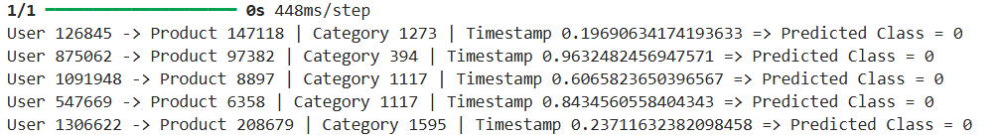 1/1 ━━━━━━━━━━━━━━━━━━━━ 0s 448ms/step
User 126845 -> Product 147118 | Category 1273 | Timestamp 0.19690634174193633 => Predicted Class = 0
User 875062 -> Product 97382 | Category 394 | Timestamp 0.9632482456947571 => Predicted Class = 0
User 1091948 -> Product 8897 | Category 1117 | Timestamp 0.6065823650396567 => Predicted Class = 0
User 547669 -> Product 6358 | Category 1117 | Timestamp 0.8434560558404343 => Predicted Class = 0
User 1306622 -> Product 208679 | Category 1595 | Timestamp 0.23711632382098458 => Predicted Class = 0